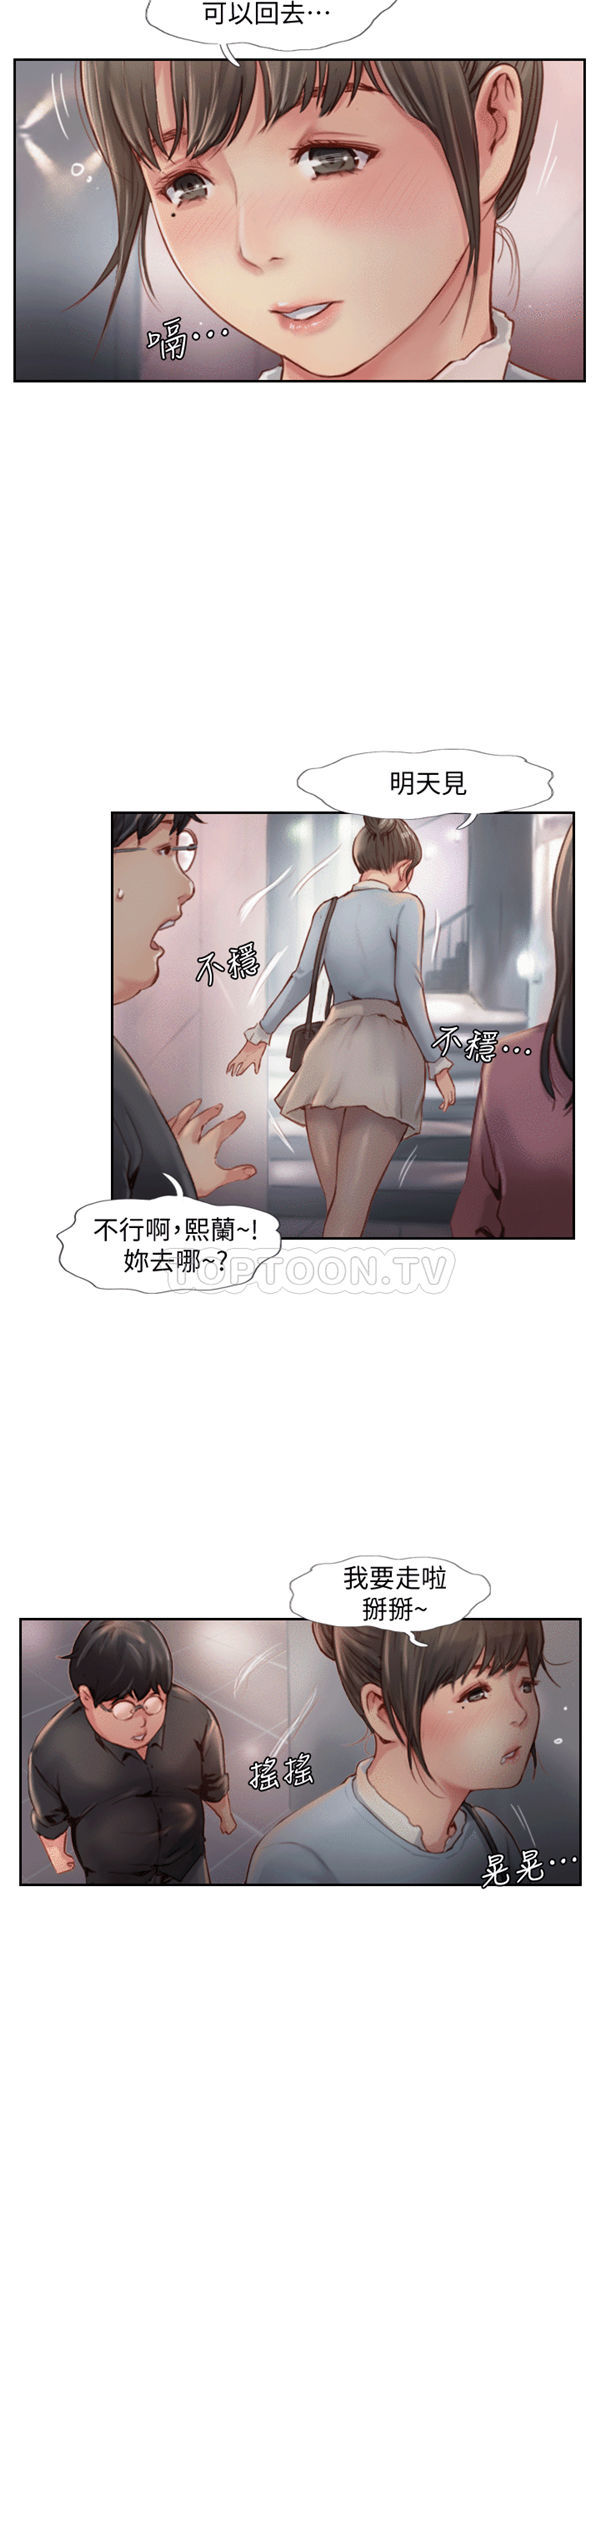 可以回去…
嗝…
明天見
不穩
不穩…
不行啊,熙蘭~!
妳去哪~?
TOPTOON.TV
我要走啦
掰掰~
搖搖
晃晃…